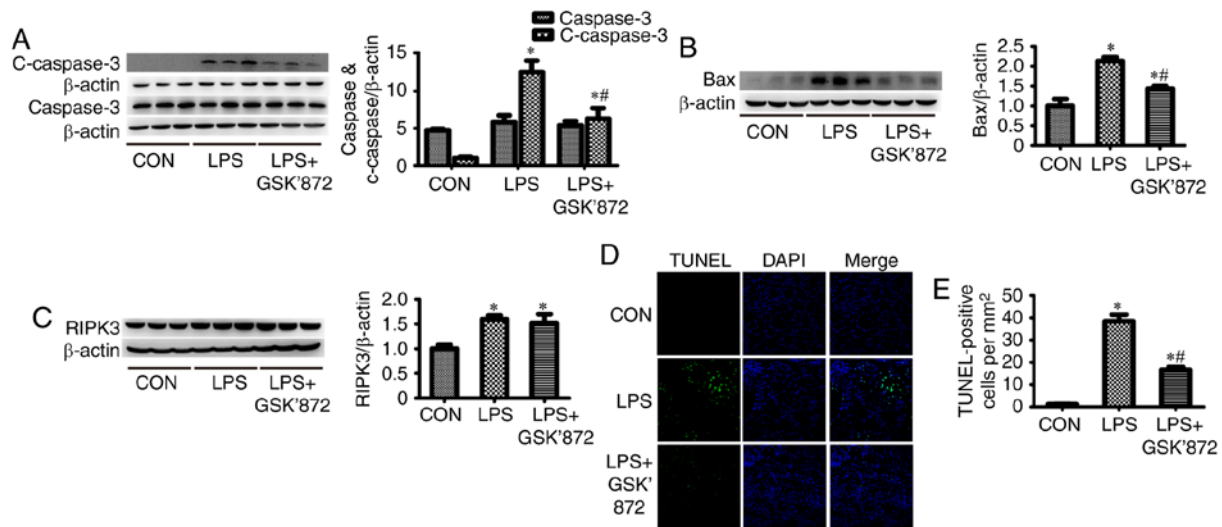 A
C-caspase-3
β-actin
Caspase-3
β-actin
CON
LPS
LPS+
GSK'872
Caspase-3
C-caspase-3
Caspase &
c-caspase/β-actin
15
10
5
0
*
*#
CON
LPS
LPS+
GSK'872
B
Bax
β-actin
CON
LPS
LPS+
GSK'872
Bax/β-actin
2.5
2.0
1.5
1.0
0.5
0
*
*#
CON
LPS
LPS+
GSK'872
C
RIPK3
β-actin
CON
LPS
LPS+
GSK'872
RIPK3/β-actin
2.0
1.5
1.0
0.5
0
*
*
CON
LPS
LPS+
GSK'872
D
TUNEL
DAPI
Merge
CON
LPS
LPS+
GSK'
872
E
TUNEL-positive
cells per mm²
50
40
30
20
10
0
*
*#
CON
LPS
LPS+
GSK'872